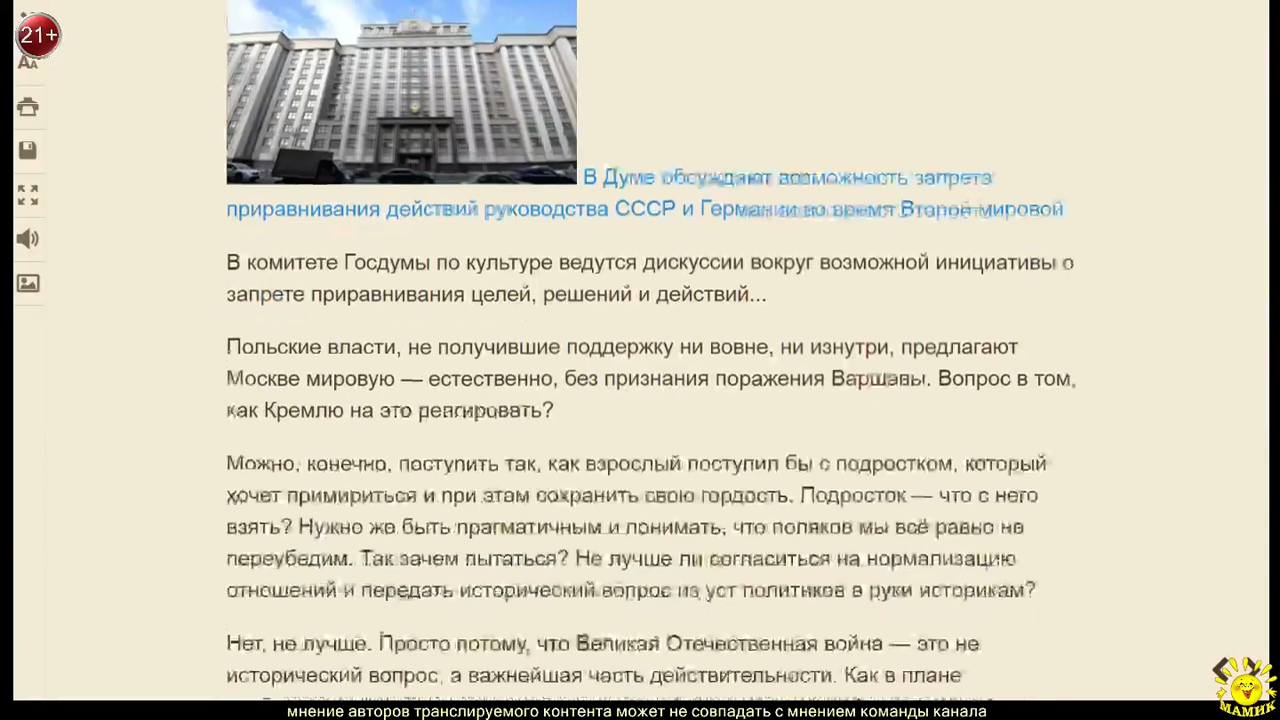 21+
AA
В Думе обсуждают возможность запрета
приравнивания действий руководства СССР и Германии во время Второй мировой
В комитете Госдумы по культуре ведутся дискуссии вокруг возможной инициативы о
запрете приравнивания целей, решений и действий...
Польские власти, не получившие поддержку ни вовне, ни изнутри, предлагают
Москве мировую — естественно, без признания поражения Варшавы. Вопрос в том,
как Кремлю на это реагировать?
Можно, конечно, поступить так, как взрослый поступил бы с подростком, который
хочет примириться и при этам сохранить свою гордость. Подросток — что с него
взять? Нужно же быть прагматичным и понимать, что поляков мы всё равно не
переубедим. Так зачем пытаться? Не лучше ли согласиться на нормализацию
отношений и передать исторический вопрос из уст политиков в руки историкам?
Нет, не лучше. Просто потому, что Великая Отечественная война — это не
исторический вопрос, а важнейшая часть действительности. Как в плане
МАМИК
мнение авторов транслируемого контента может не совпадать с мнением команды канала